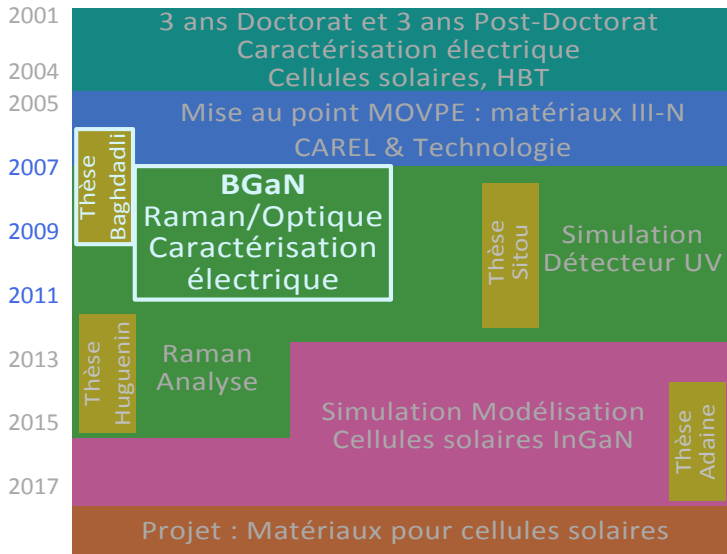 2001
3 ans Doctorat et 3 ans Post-Doctorat
Caractérisation électrique
2004
Cellules solaires, HBT
2005
Mise au point MOVPE : matériaux III-N
CAREL & Technologie
Thèse
Baghdadli
2007
BGaN
Raman/Optique
2009
Caractérisation
électrique
Thèse
Sitou
Simulation
Détecteur UV
2011
Thèse
Huguenin
2013
Raman
Analyse
Simulation Modélisation
2015
Cellules solaires InGaN
Thèse
Adaine
2017
Projet : Matériaux pour cellules solaires